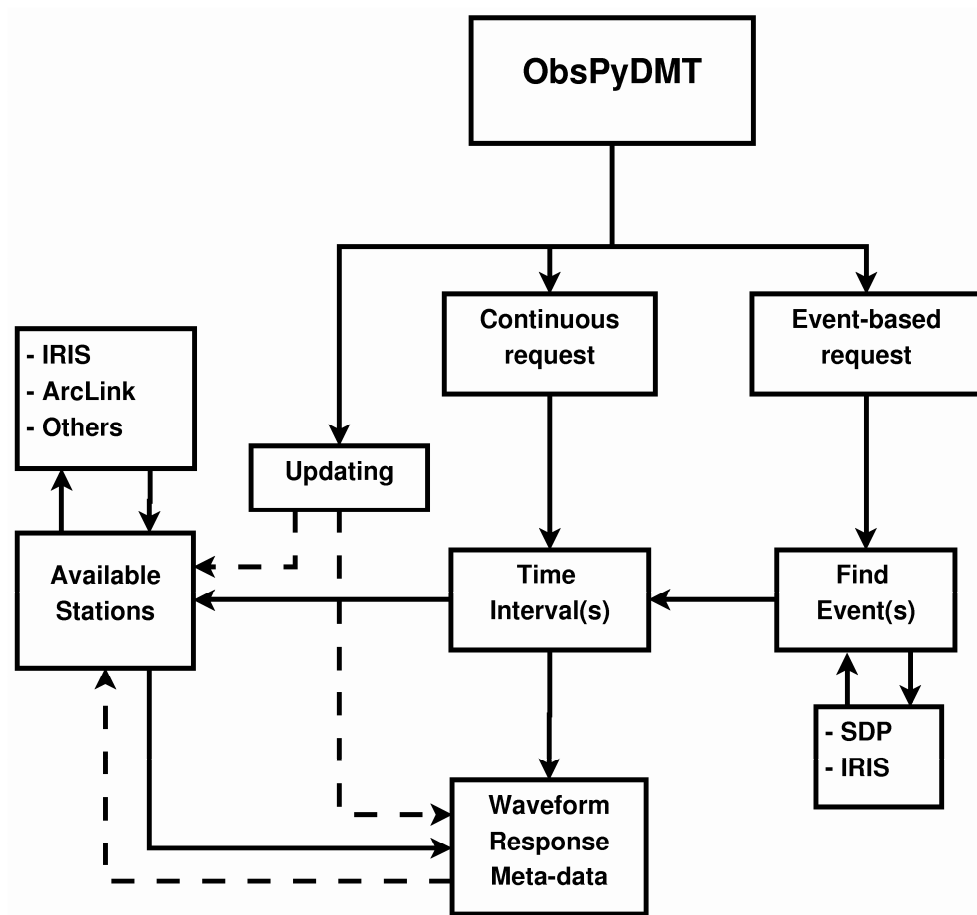 ObsPyDMT
Continuous
request
Event-based
request
- IRIS
- ArcLink
- Others
Updating
Available
Stations
Time
Interval(s)
Find
Event(s)
- SDP
- IRIS
Waveform
Response
Meta-data